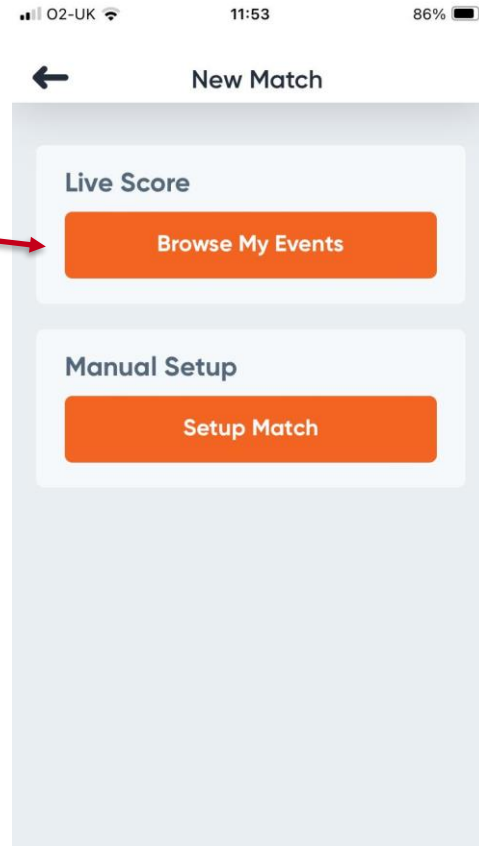 O2-UK 11:53 86%
New Match
Live Score
Browse My Events
Manual Setup
Setup Match